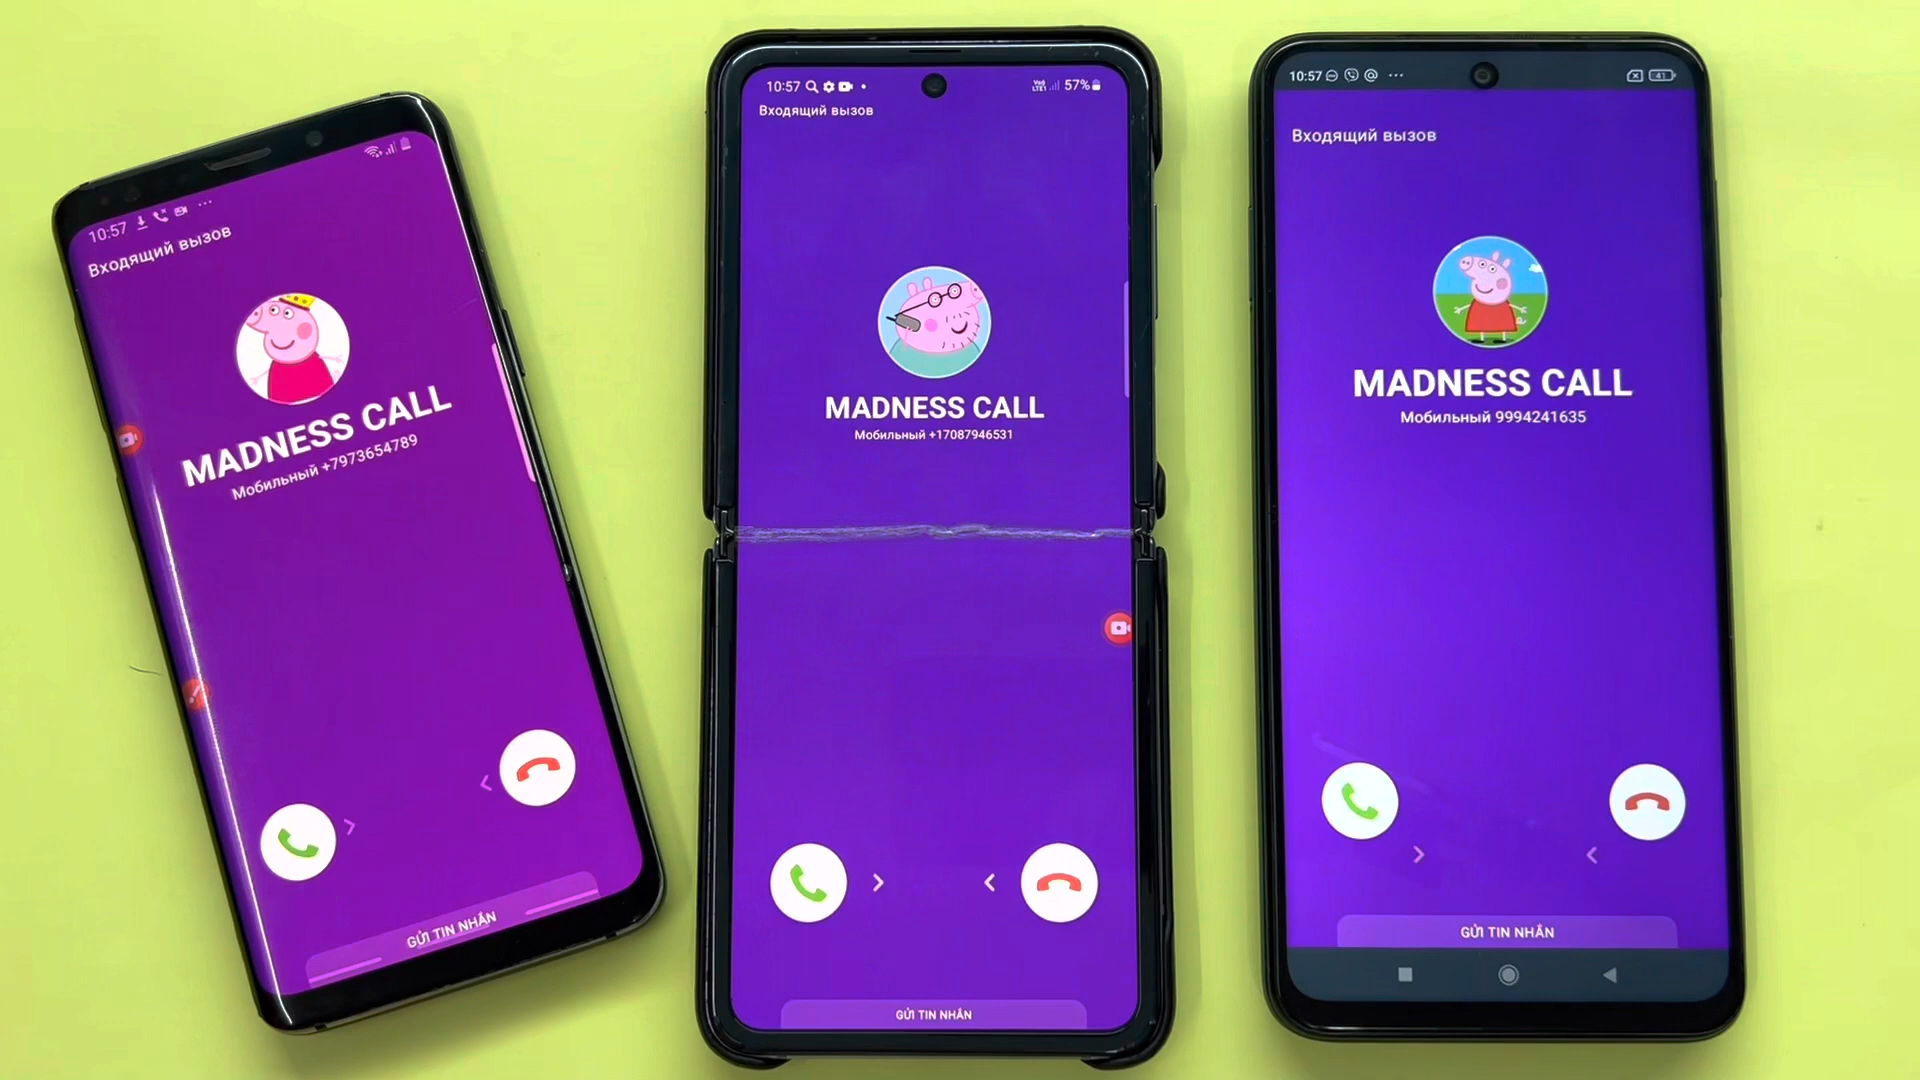 10:57
Входящий вызов
MADNESS CALL
Мобильный +7973654789
GỬI TIN NHẮN
10:57
57%
Входящий вызов
MADNESS CALL
Мобильный +17087946531
GỬI TIN NHẮN
10:57
41
Входящий вызов
MADNESS CALL
Мобильный 9994241635
GỬI TIN NHẮN